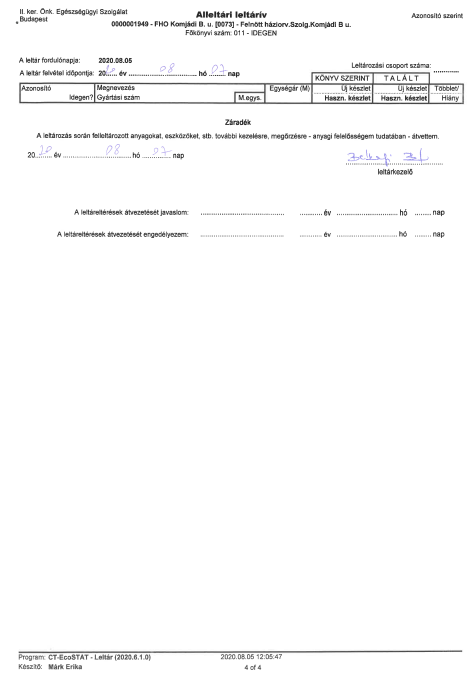 II. ker. Önk. Egészségügyi Szolgálat
Budapest
Alleltári leltárív
Azonosító szerint
0000001949 - FHO Komjádi B. u. [0073] - Felnőtt háziorv.Szolg.Komjádi B u.
Főkönyvi szám: 011 - IDEGEN
A leltár fordulónapja: 2020.08.05
Leltározási csoport száma: ............
A leltár felvétel időpontja: 2020 év 08 hó 07 nap
KÖNYV SZERINT TALÁLT
Azonosító Megnevezés Egységár (M) Új készlet Új készlet Többlet/
Idegen? Gyártási szám M.egys. Haszn. készlet Haszn. készlet Hiány
Záradék
A leltározás során felleltározott anyagokat, eszközöket, stb. további kezelésre, megőrzésre - anyagi felelősségem tudatában - átvettem.
2020 év 08 hó 07 nap
leltárkezelő
A leltáreltérések átvezetését javaslom: .................................. ......... év ........................ hó ....... nap
A leltáreltérések átvezetését engedélyezem: .................................. ......... év ........................ hó ....... nap
Program: CT-EcoSTAT - Leltár (2020.6.1.0) 2020.08.05 12:05:47
Készítő: Márk Erika 4 of 4